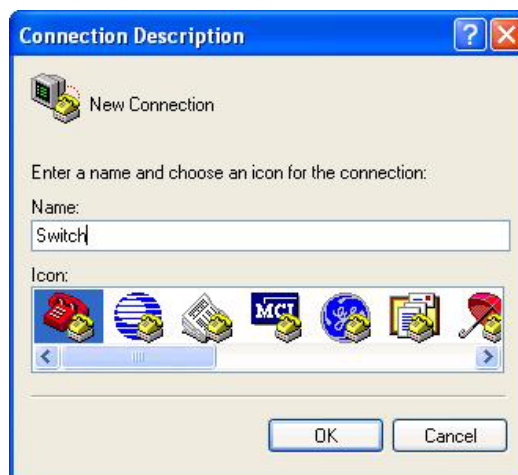 Connection Description
New Connection
Enter a name and choose an icon for the connection:
Name:
Switch
Icon:
MCI
OK
Cancel